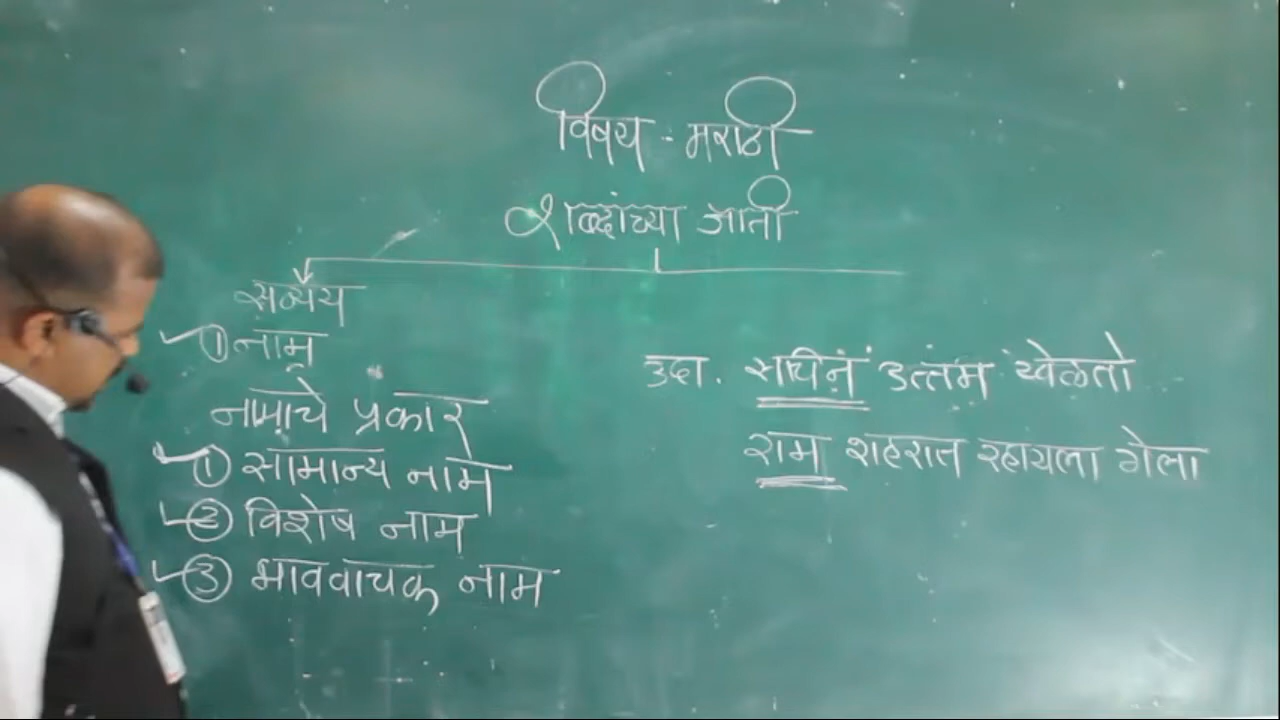 विषय - मराठी
शब्दांच्या जाती
सव्यय
① नाम
नामाचे प्रकार
① सामान्य नाम
② विशेष नाम
③ भाववाचक नाम
उदा. सचिन उत्तम खेळतो
राम शहरात रहायला गेला